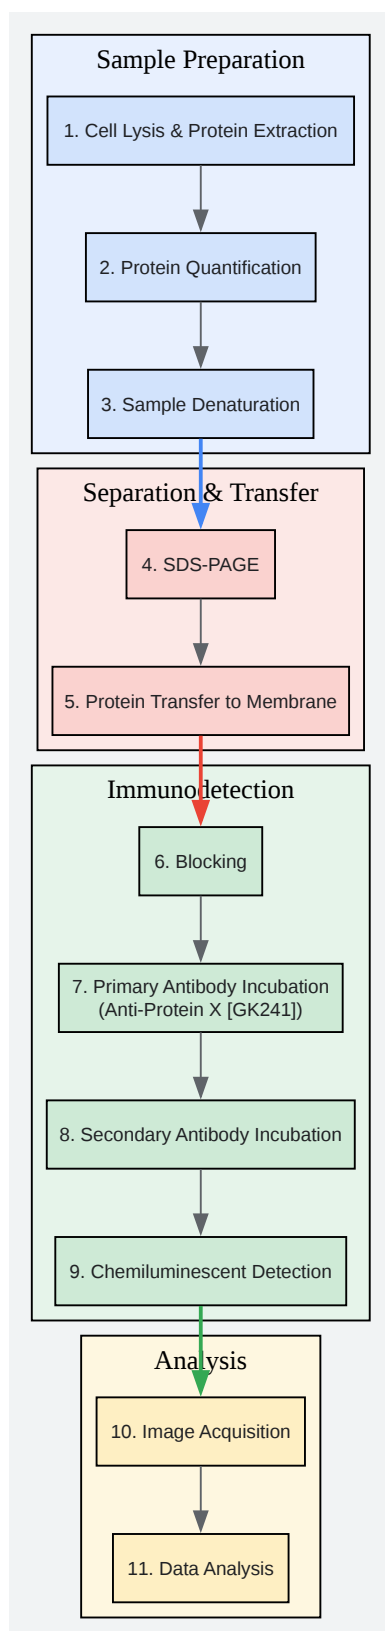 Sample Preparation
1. Cell Lysis & Protein Extraction
2. Protein Quantification
3. Sample Denaturation
Separation & Transfer
4. SDS-PAGE
5. Protein Transfer to Membrane
Immunodetection
6. Blocking
7. Primary Antibody Incubation
(Anti-Protein X [GK241])
8. Secondary Antibody Incubation
9. Chemiluminescent Detection
Analysis
10. Image Acquisition
11. Data Analysis